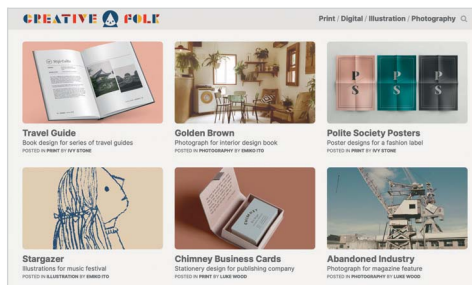 CREATIVE FOLK
Print / Digital / Illustration / Photography
P P P
S S S
Travel Guide
Book design for series of travel guides
POSTED IN PRINT BY IVY STONE
Golden Brown
Photograph for interior design book
POSTED IN PHOTOGRAPHY BY EMIKO ITO
Polite Society Posters
Poster designs for a fashion label
POSTED IN PRINT BY IVY STONE
Stargazer
Illustrations for music festival
POSTED IN ILLUSTRATION BY EMIKO ITO
Chimney Business Cards
Stationery design for publishing company
POSTED IN PRINT BY LUKE WOOD
Abandoned Industry
Photograph for magazine feature
POSTED IN PHOTOGRAPHY BY LUKE WOOD